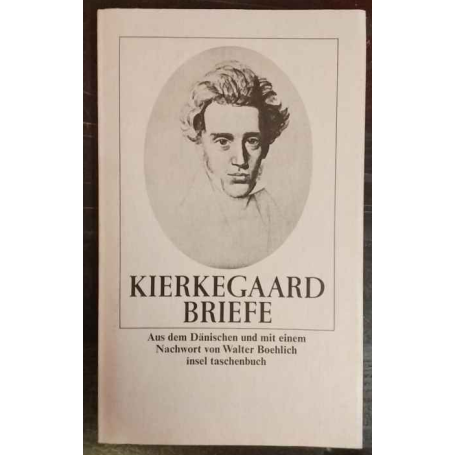 KIERKEGAARD
BRIEFE
Aus dem Dänischen und mit einem
Nachwort von Walter Boehlich
insel taschenbuch